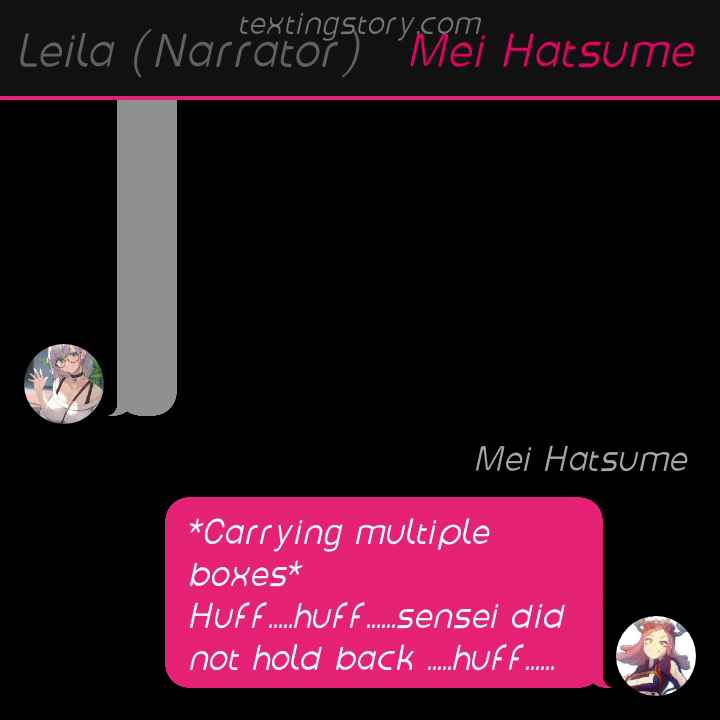 textingstory.com
Leila (Narrator) Mei Hatsume
Mei Hatsume
*Carrying multiple
boxes*
Huff.....huff......sensei did
not hold back .....huff......